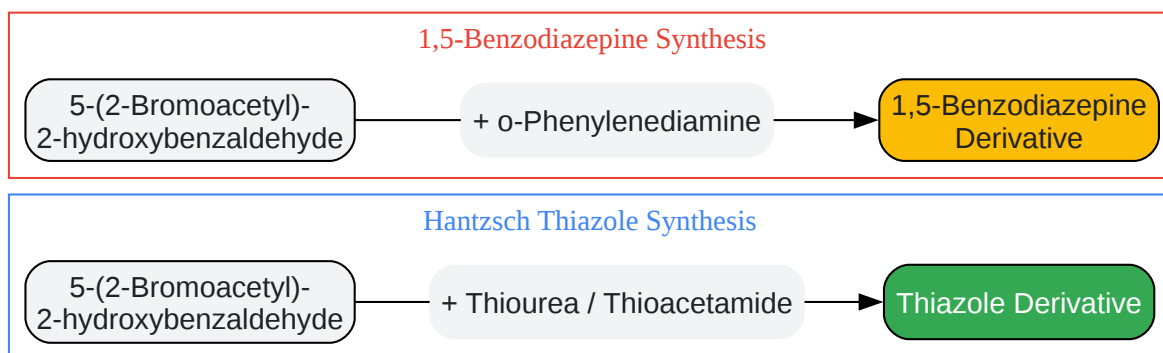 1,5-Benzodiazepine Synthesis
5-(2-Bromoacetyl)-
2-hydroxybenzaldehyde
+ o-Phenylenediamine
1,5-Benzodiazepine
Derivative
Hantzsch Thiazole Synthesis
5-(2-Bromoacetyl)-
2-hydroxybenzaldehyde
+ Thiourea / Thioacetamide
Thiazole Derivative